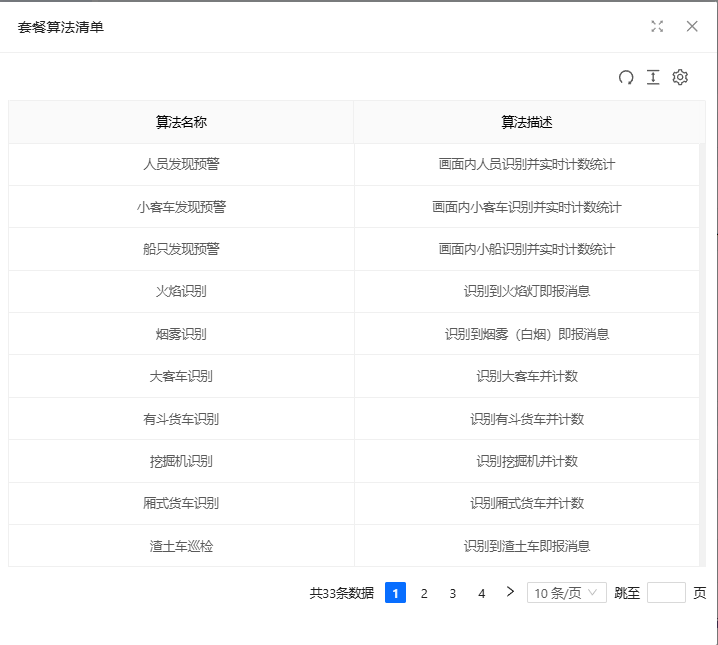 套餐算法清单
算法名称 算法描述
人员发现预警 画面内人员识别并实时计数统计
小客车发现预警 画面内小客车识别并实时计数统计
船只发现预警 画面内小船识别并实时计数统计
火焰识别 识别到火焰灯即报消息
烟雾识别 识别到烟雾（白烟）即报消息
大客车识别 识别大客车并计数
有斗货车识别 识别有斗货车并计数
挖掘机识别 识别挖掘机并计数
厢式货车识别 识别厢式货车并计数
渣土车巡检 识别到渣土车即报消息
共33条数据 1 2 3 4 10 条/页 跳至 页